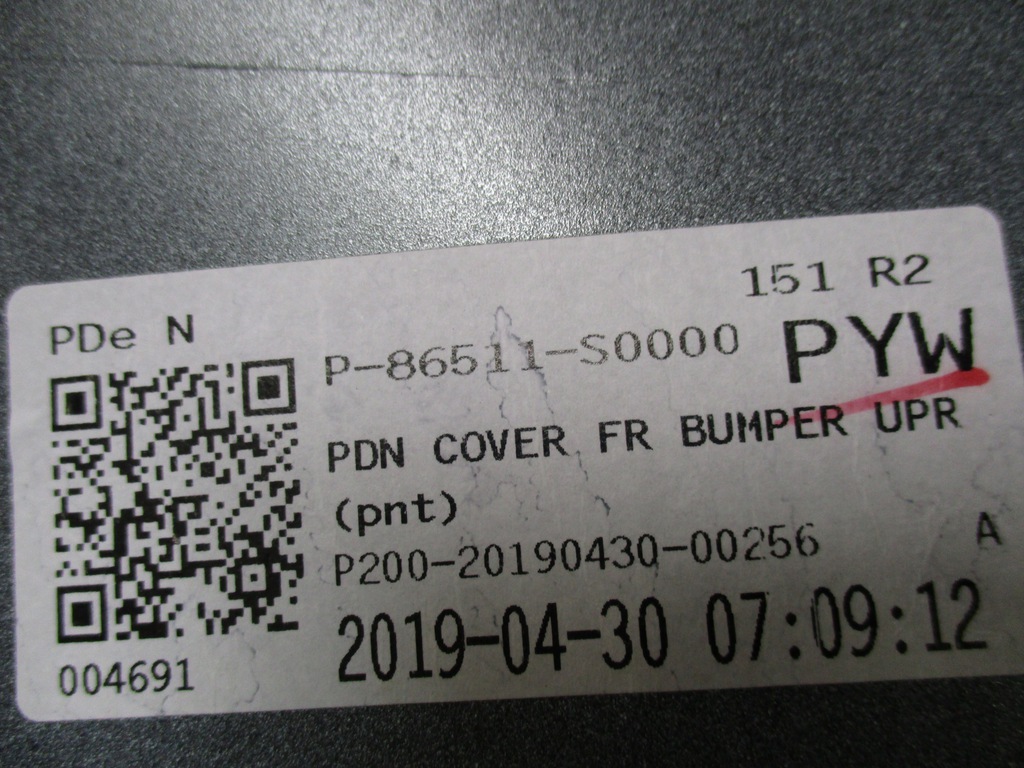 151 R2
PDe N
P-86511-S0000 PYW
PDN COVER FR BUMPER UPR
(pnt)
P200-20190430-00256 A
2019-04-30 07:09:12
004691